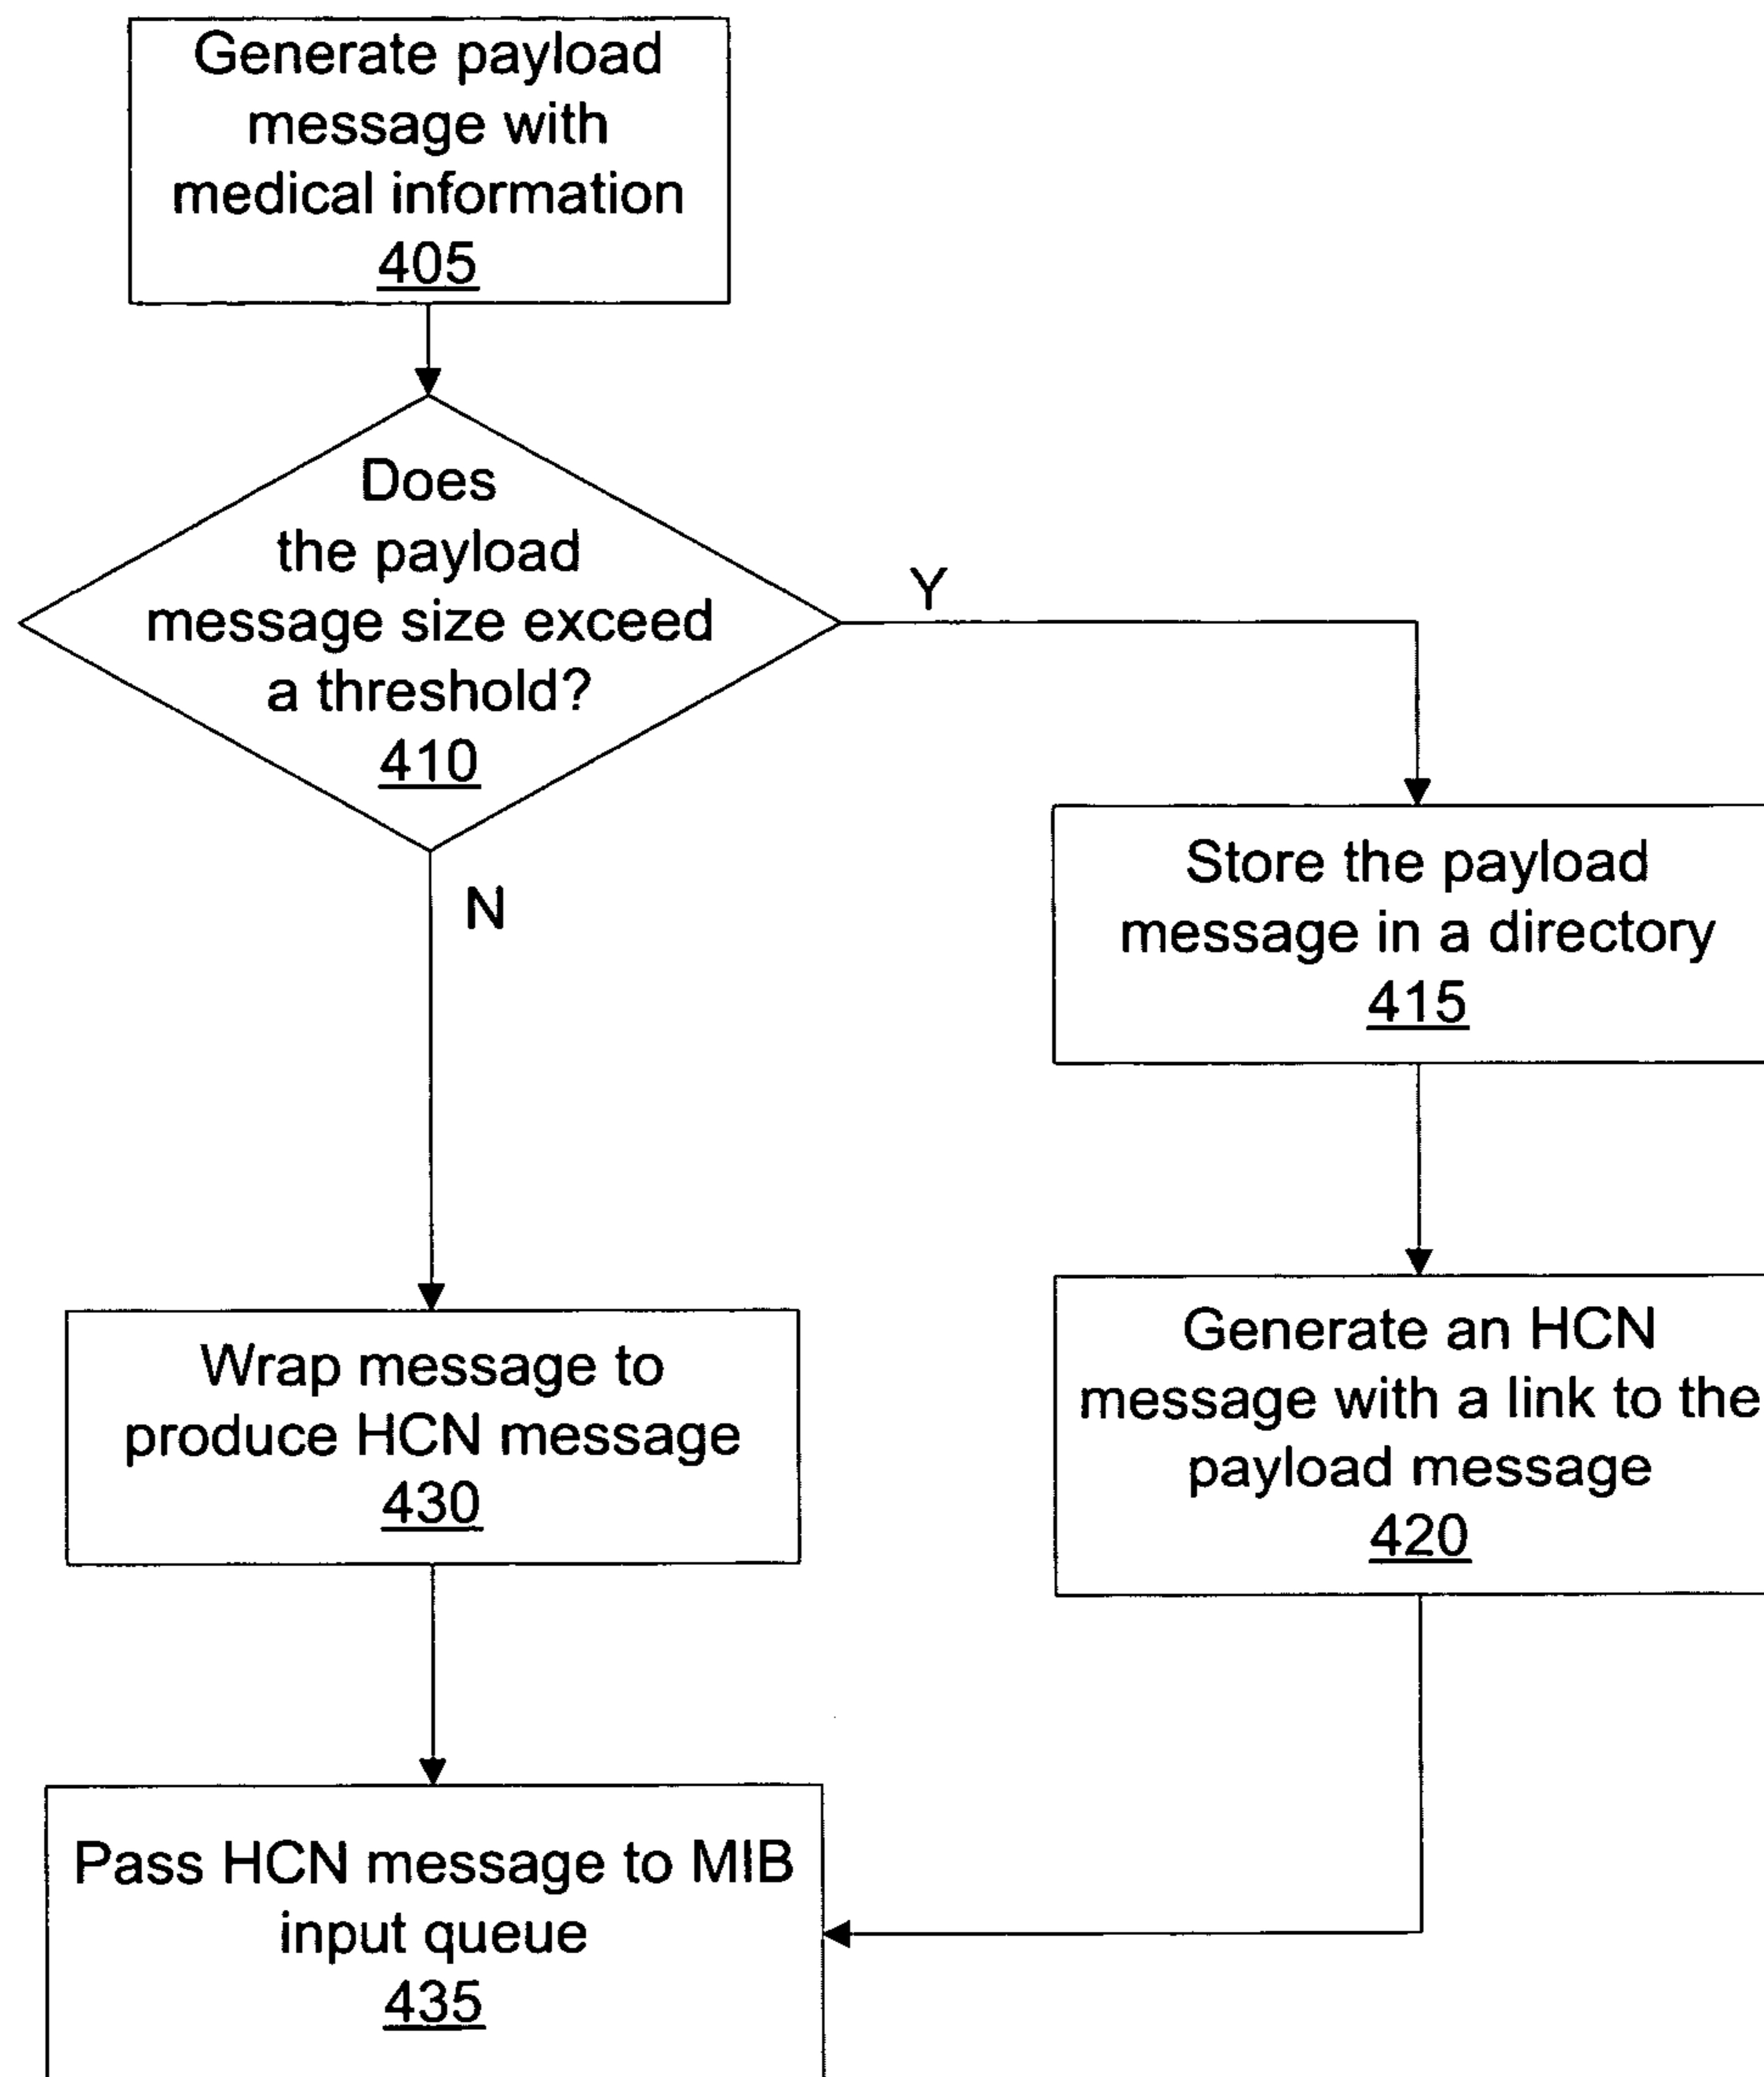 Generate payload
message with
medical information
405
Does
the payload
message size exceed
a threshold?
410
Y
N
Store the payload
message in a directory
415
Generate an HCN
message with a link to the
payload message
420
Wrap message to
produce HCN message
430
Pass HCN message to MIB
input queue
435